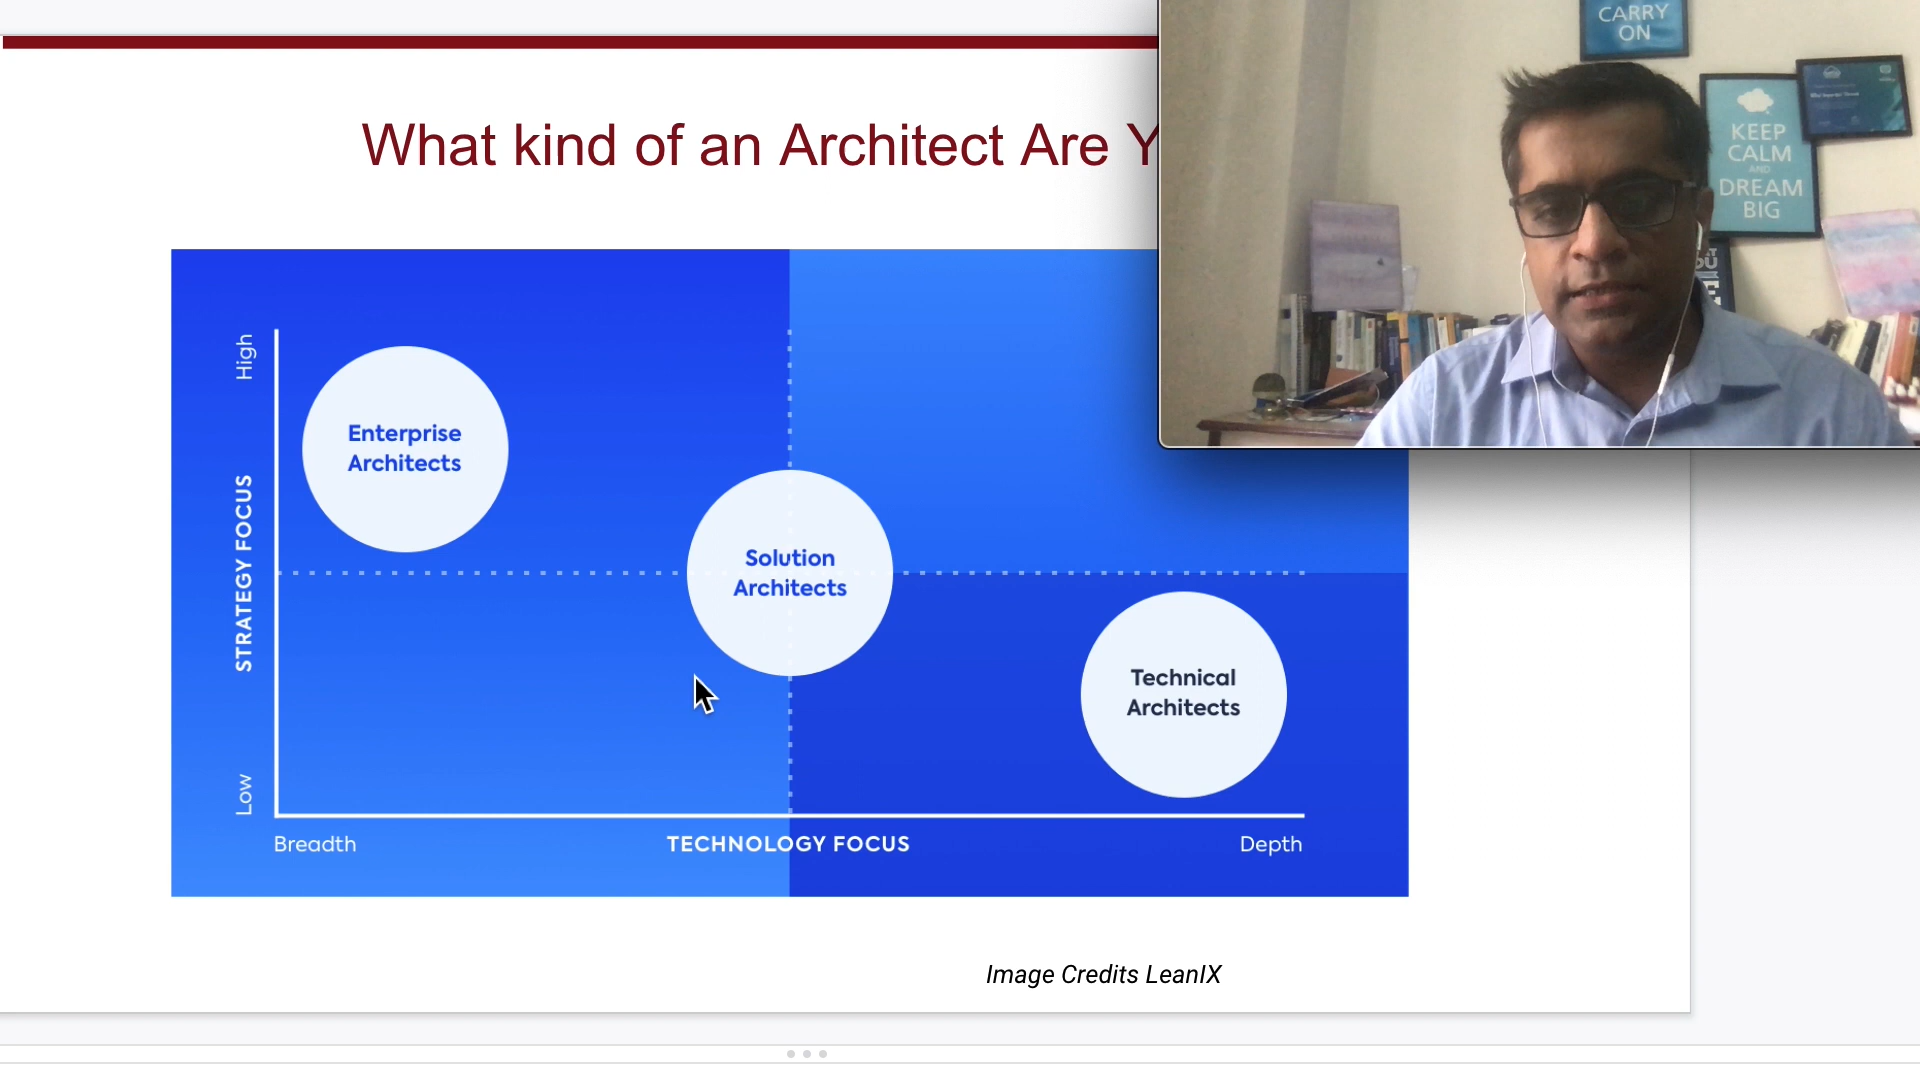 What kind of an Architect Are Y
High
STRATEGY FOCUS
Low
Enterprise
Architects
Solution
Architects
Technical
Architects
Breadth
TECHNOLOGY FOCUS
Depth
Image Credits LeanIX
CARRY
ON
KEEP
CALM
AND
DREAM
BIG